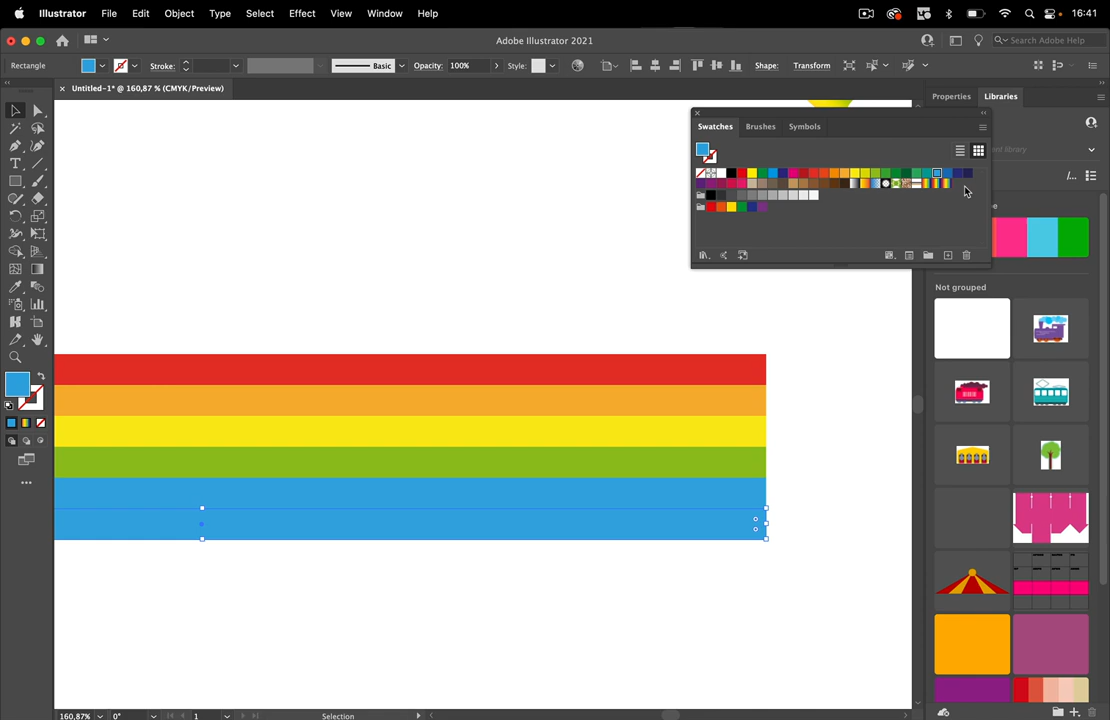 Illustrator File Edit Object Type Select Effect View Window Help 16:41
Adobe Illustrator 2021 Search Adobe Help
Rectangle Stroke: Basic Opacity: 100% Style: Shape: Transform
Untitled-1* @ 160,87 % (CMYK/Preview)
Properties Libraries
Swatches Brushes Symbols
Not grouped
160,87% 0° 1 Selection